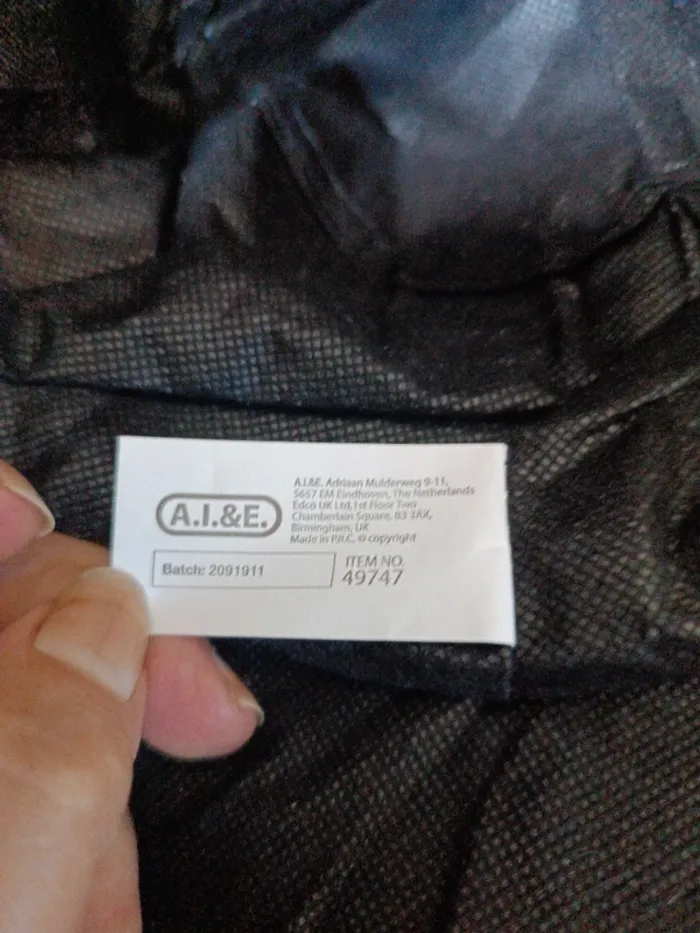 A.I.&E.
A.I.&E. Adriaan Mulderweg 9-11,
5657 EM Eindhoven, The Netherlands
Edco UK Ltd, 1st Floor Two
Chamberlain Square, B3 3AX,
Birmingham, UK
Made in P.R.C. © copyright
Batch: 2091911
ITEM NO.
49747